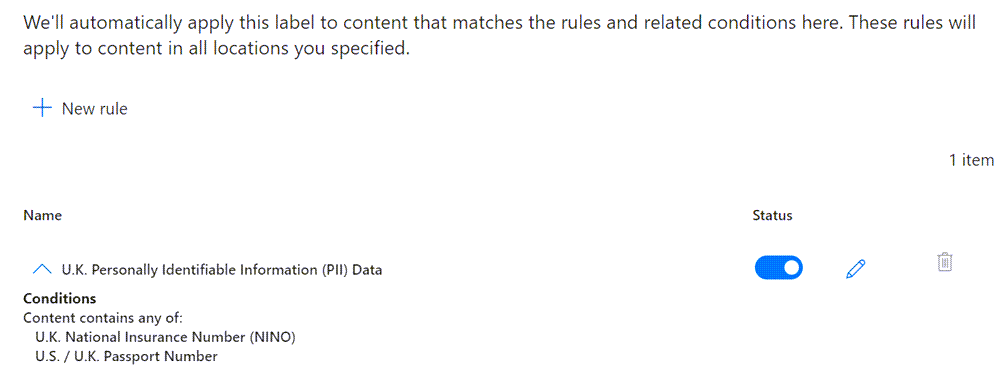 We'll automatically apply this label to content that matches the rules and related conditions here. These rules will
apply to content in all locations you specified.
New rule
1 item
Name Status
U.K. Personally Identifiable Information (PII) Data
Conditions
Content contains any of:
U.K. National Insurance Number (NINO)
U.S. / U.K. Passport Number